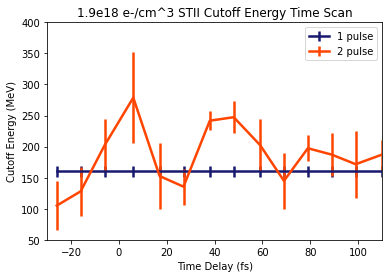 1.9e18 e-/cm^3 STII Cutoff Energy Time Scan
400
350
300
250
200
150
100
50
Cutoff Energy (MeV)
1 pulse
2 pulse
−20 0 20 40 60 80 100
Time Delay (fs)